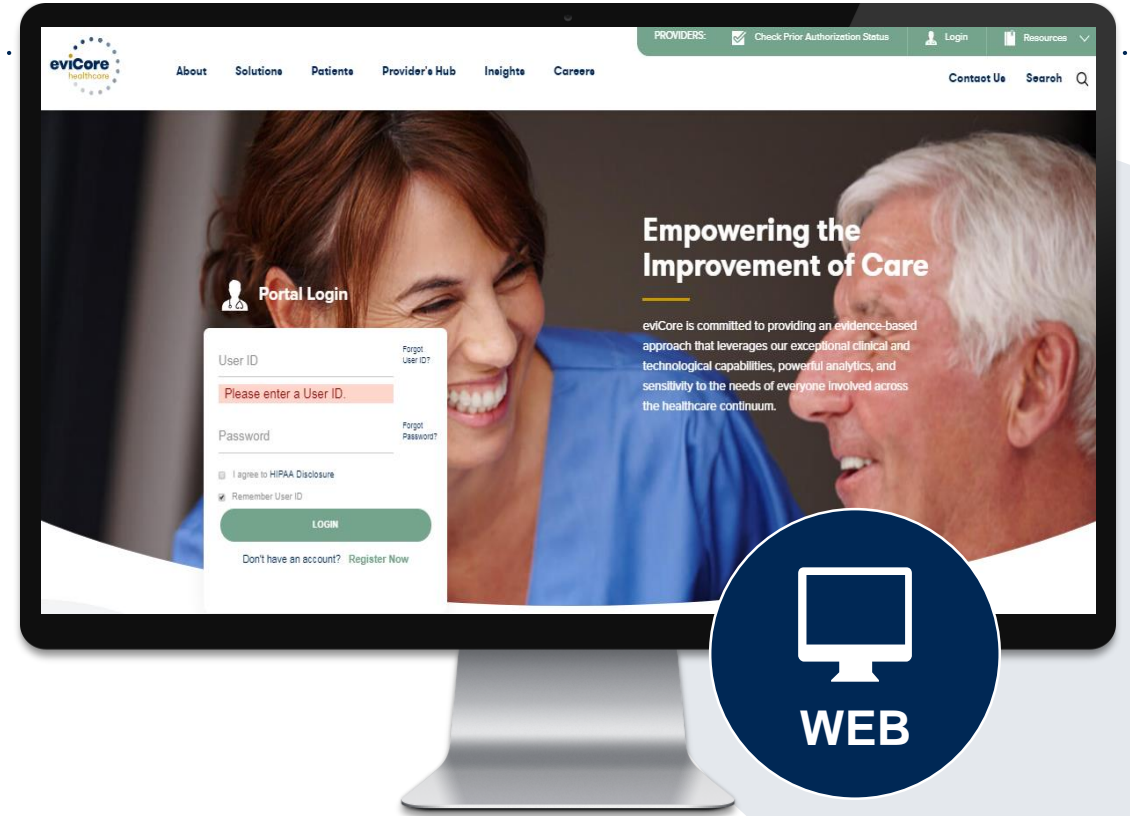 PROVIDERS: Check Prior Authorization Status Login Resources
eviCore
healthcare
About Solutions Patients Provider's Hub Insights Careers
Contact Us Search
Empowering the
Improvement of Care
eviCore is committed to providing an evidence-based
approach that leverages our exceptional clinical and
technological capabilities, powerful analytics, and
sensitivity to the needs of everyone involved across
the healthcare continuum.
Portal Login
User ID
Forgot
User ID?
Please enter a User ID.
Password
Forgot
Password?
I agree to HIPAA Disclosure
Remember User ID
LOGIN
Don't have an account? Register Now
WEB